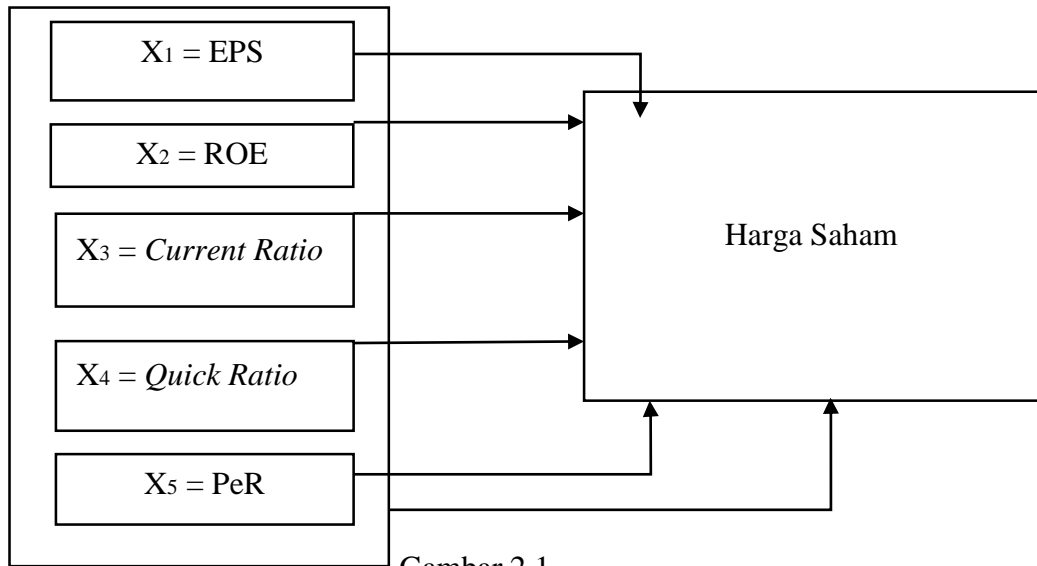 X1 = EPS
X2 = ROE
X3 = Current Ratio
X4 = Quick Ratio
X5 = PeR
Harga Saham
Gambar 2.1